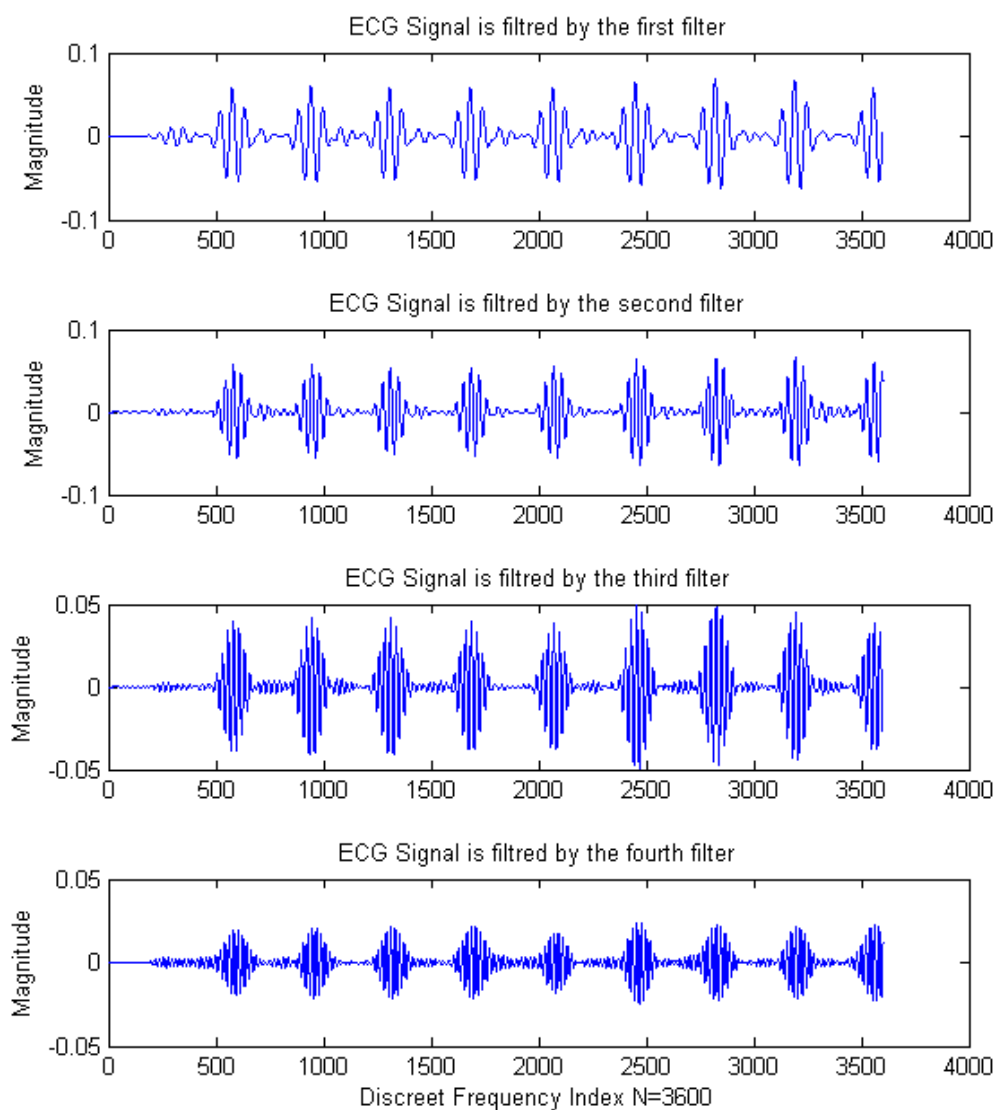 ECG Signal is filtred by the first filter
0.1
0
-0.1
Magnitude
0 500 1000 1500 2000 2500 3000 3500 4000
ECG Signal is filtred by the second filter
0.1
0
-0.1
Magnitude
0 500 1000 1500 2000 2500 3000 3500 4000
ECG Signal is filtred by the third filter
0.05
0
-0.05
Magnitude
0 500 1000 1500 2000 2500 3000 3500 4000
ECG Signal is filtred by the fourth filter
0.05
0
-0.05
Magnitude
0 500 1000 1500 2000 2500 3000 3500 4000
Discreet Frequency Index N=3600